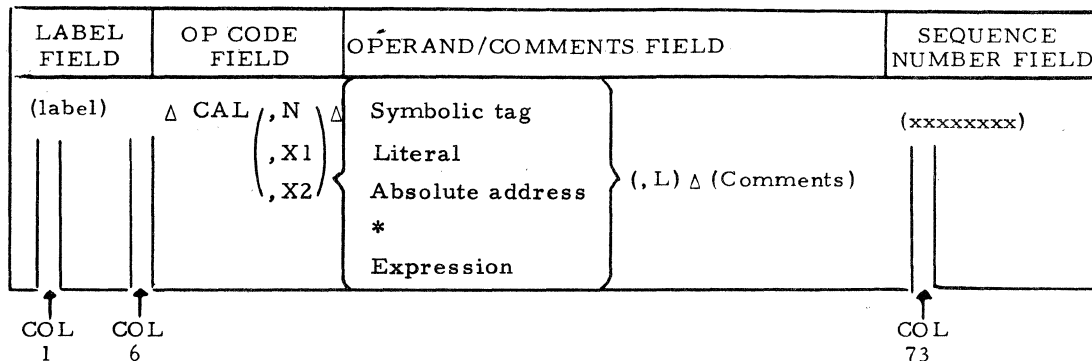 LABEL FIELD
OP CODE FIELD
OPERAND/COMMENTS FIELD
SEQUENCE NUMBER FIELD
(label) Δ CAL (, N Δ Symbolic tag (xxxxxxxx)
, X1 Literal
, X2) Absolute address (, L) Δ (Comments)
*
Expression
COL 1
COL 6
COL 73